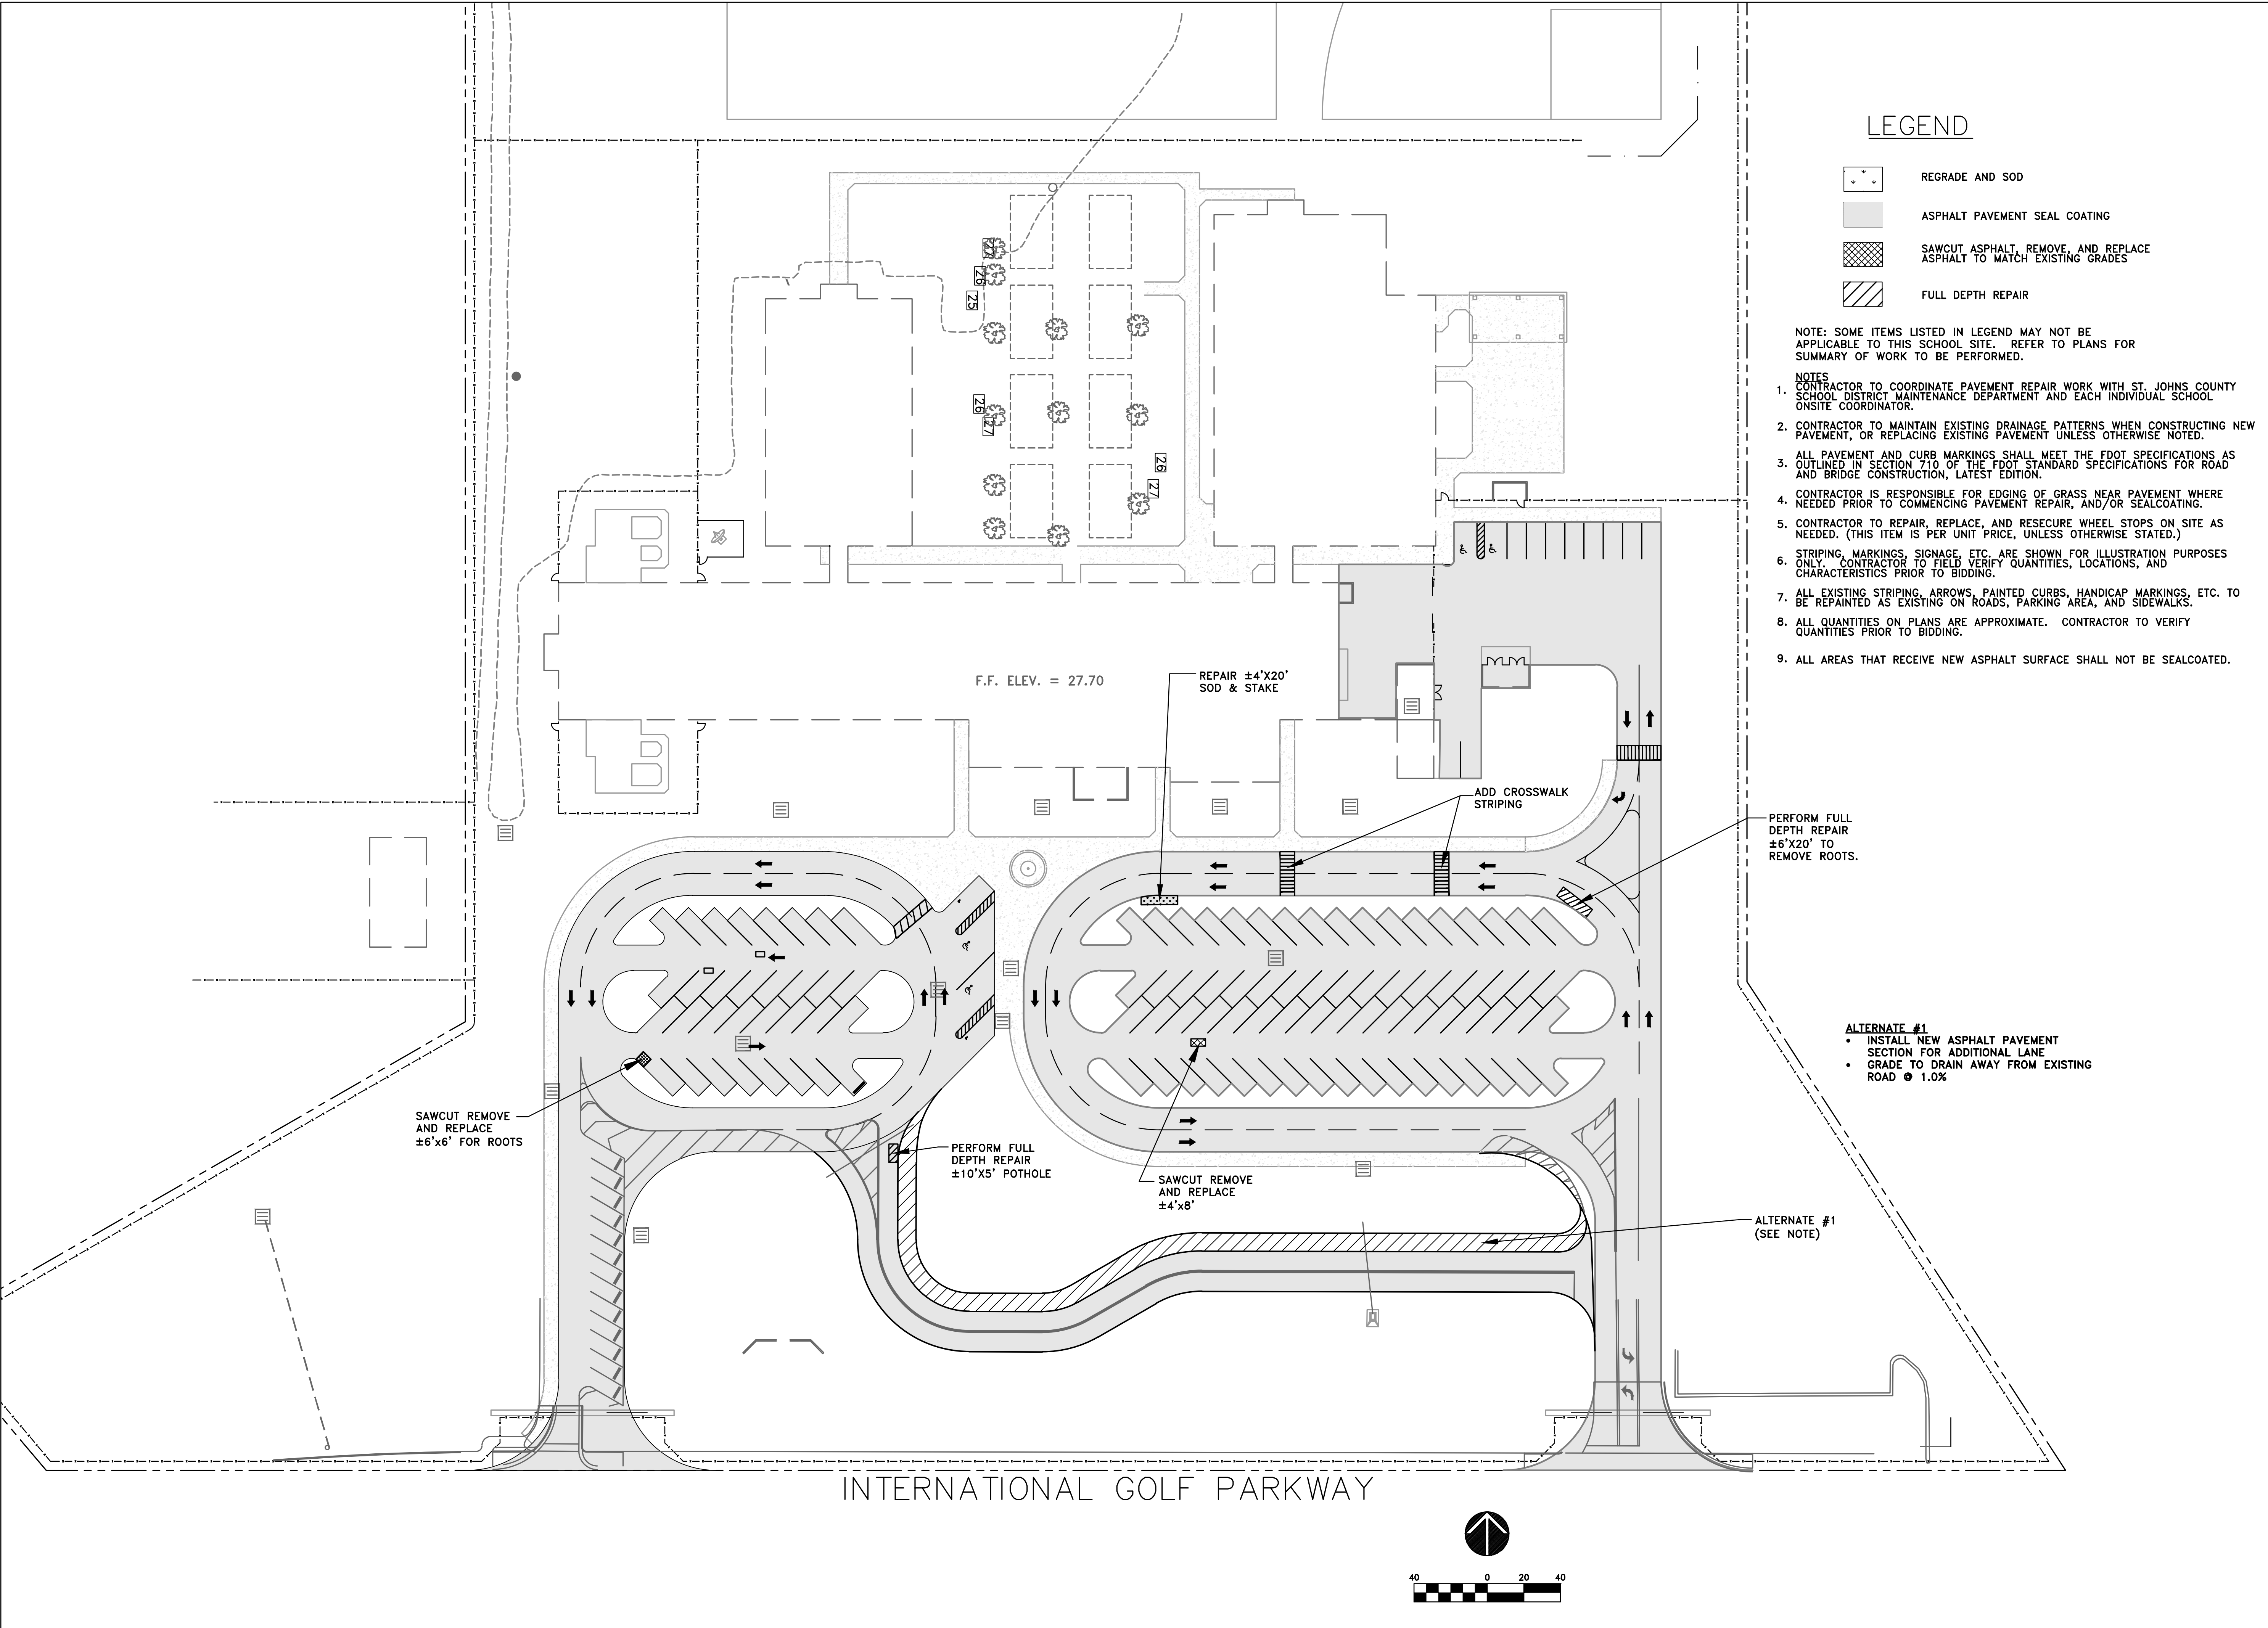 LEGEND
REGRADE AND SOD
ASPHALT PAVEMENT SEAL COATING
SAWCUT ASPHALT, REMOVE, AND REPLACE
ASPHALT TO MATCH EXISTING GRADES
FULL DEPTH REPAIR
NOTE: SOME ITEMS LISTED IN LEGEND MAY NOT BE
APPLICABLE TO THIS SCHOOL SITE. REFER TO PLANS FOR
SUMMARY OF WORK TO BE PERFORMED.
NOTES
1. CONTRACTOR TO COORDINATE PAVEMENT REPAIR WORK WITH ST. JOHNS COUNTY
SCHOOL DISTRICT MAINTENANCE DEPARTMENT AND EACH INDIVIDUAL SCHOOL
ONSITE COORDINATOR.
2. CONTRACTOR TO MAINTAIN EXISTING DRAINAGE PATTERNS WHEN CONSTRUCTING NEW
PAVEMENT, OR REPLACING EXISTING PAVEMENT UNLESS OTHERWISE NOTED.
3. ALL PAVEMENT AND CURB MARKINGS SHALL MEET THE FDOT SPECIFICATIONS AS
OUTLINED IN SECTION 710 OF THE FDOT STANDARD SPECIFICATIONS FOR ROAD
AND BRIDGE CONSTRUCTION, LATEST EDITION.
4. CONTRACTOR IS RESPONSIBLE FOR EDGING OF GRASS NEAR PAVEMENT WHERE
NEEDED PRIOR TO COMMENCING PAVEMENT REPAIR, AND/OR SEALCOATING.
5. CONTRACTOR TO REPAIR, REPLACE, AND RESECURE WHEEL STOPS ON SITE AS
NEEDED. (THIS ITEM IS PER UNIT PRICE, UNLESS OTHERWISE STATED.)
6. STRIPING, MARKINGS, SIGNAGE, ETC. ARE SHOWN FOR ILLUSTRATION PURPOSES
ONLY. CONTRACTOR TO FIELD VERIFY QUANTITIES, LOCATIONS, AND
CHARACTERISTICS PRIOR TO BIDDING.
7. ALL EXISTING STRIPING, ARROWS, PAINTED CURBS, HANDICAP MARKINGS, ETC. TO
BE REPAINTED AS EXISTING ON ROADS, PARKING AREA, AND SIDEWALKS.
8. ALL QUANTITIES ON PLANS ARE APPROXIMATE. CONTRACTOR TO VERIFY
QUANTITIES PRIOR TO BIDDING.
9. ALL AREAS THAT RECEIVE NEW ASPHALT SURFACE SHALL NOT BE SEALCOATED.
27
26
25
26
27
26
27
F.F. ELEV. = 27.70
REPAIR ±4'X20'
SOD & STAKE
ADD CROSSWALK
STRIPING
PERFORM FULL
DEPTH REPAIR
±6'X20' TO
REMOVE ROOTS.
ALTERNATE #1
• INSTALL NEW ASPHALT PAVEMENT
SECTION FOR ADDITIONAL LANE
• GRADE TO DRAIN AWAY FROM EXISTING
ROAD @ 1.0%
SAWCUT REMOVE
AND REPLACE
±6'x6' FOR ROOTS
PERFORM FULL
DEPTH REPAIR
±10'X5' POTHOLE
SAWCUT REMOVE
AND REPLACE
±4'x8'
ALTERNATE #1
(SEE NOTE)
INTERNATIONAL GOLF PARKWAY
40 0 20 40